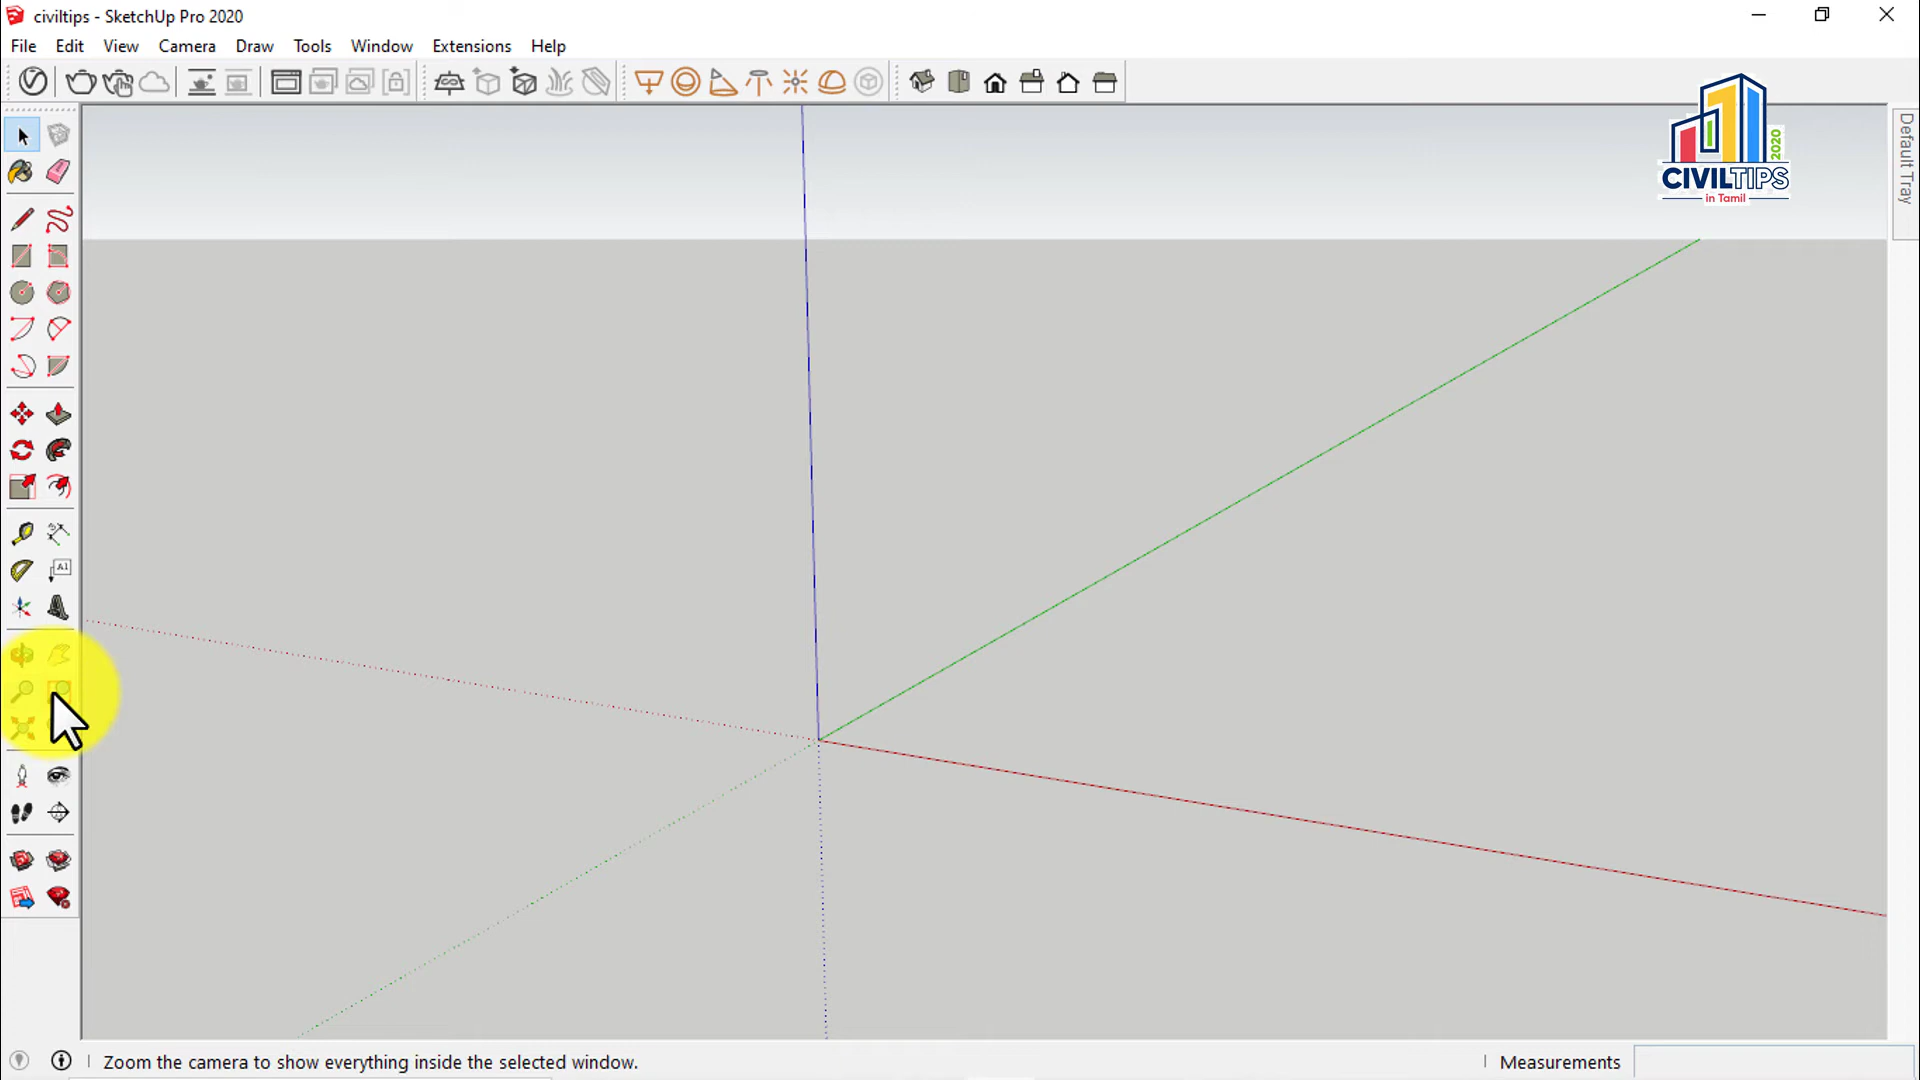 civiltips - SketchUp Pro 2020
File Edit View Camera Draw Tools Window Extensions Help
2020
CIVILTIPS
in Tamil
Default Tray
A1
Zoom the camera to show everything inside the selected window.
Measurements